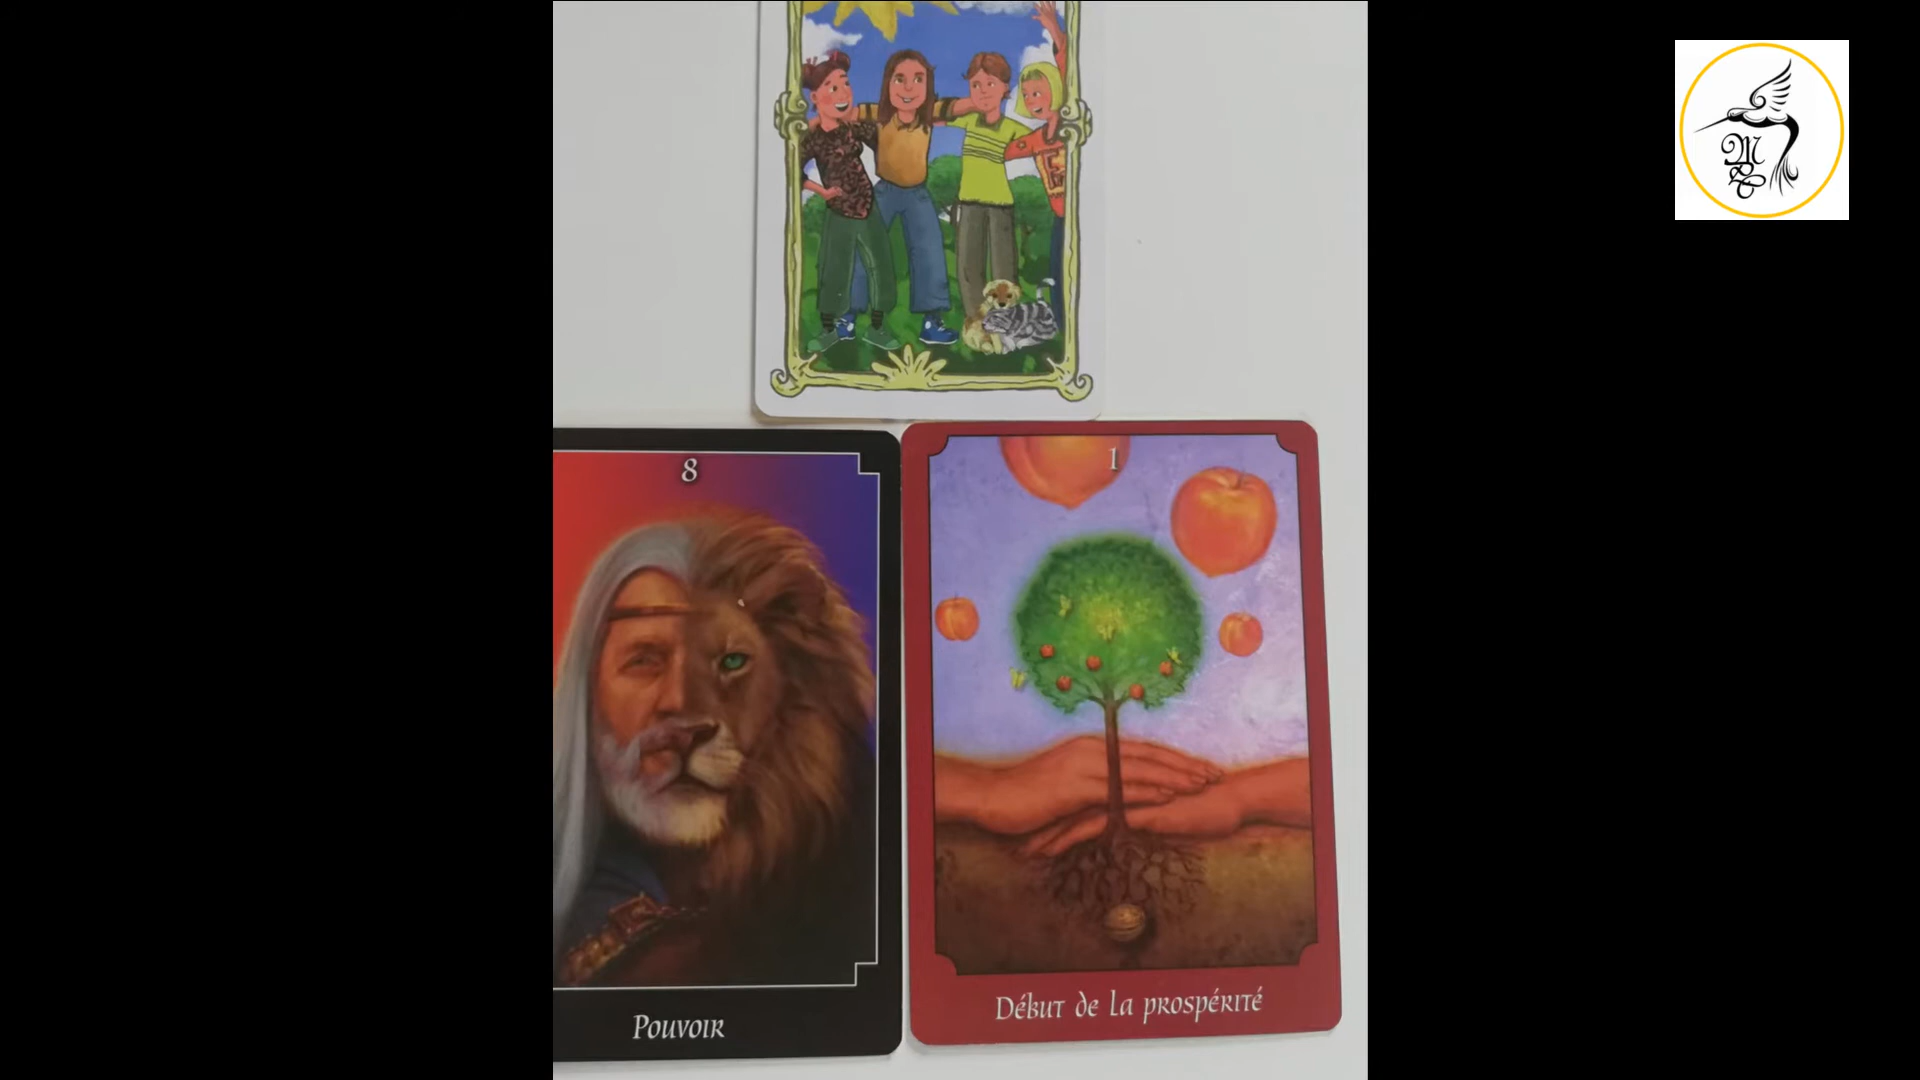 8
1
Pouvoir
Début de la prospérité